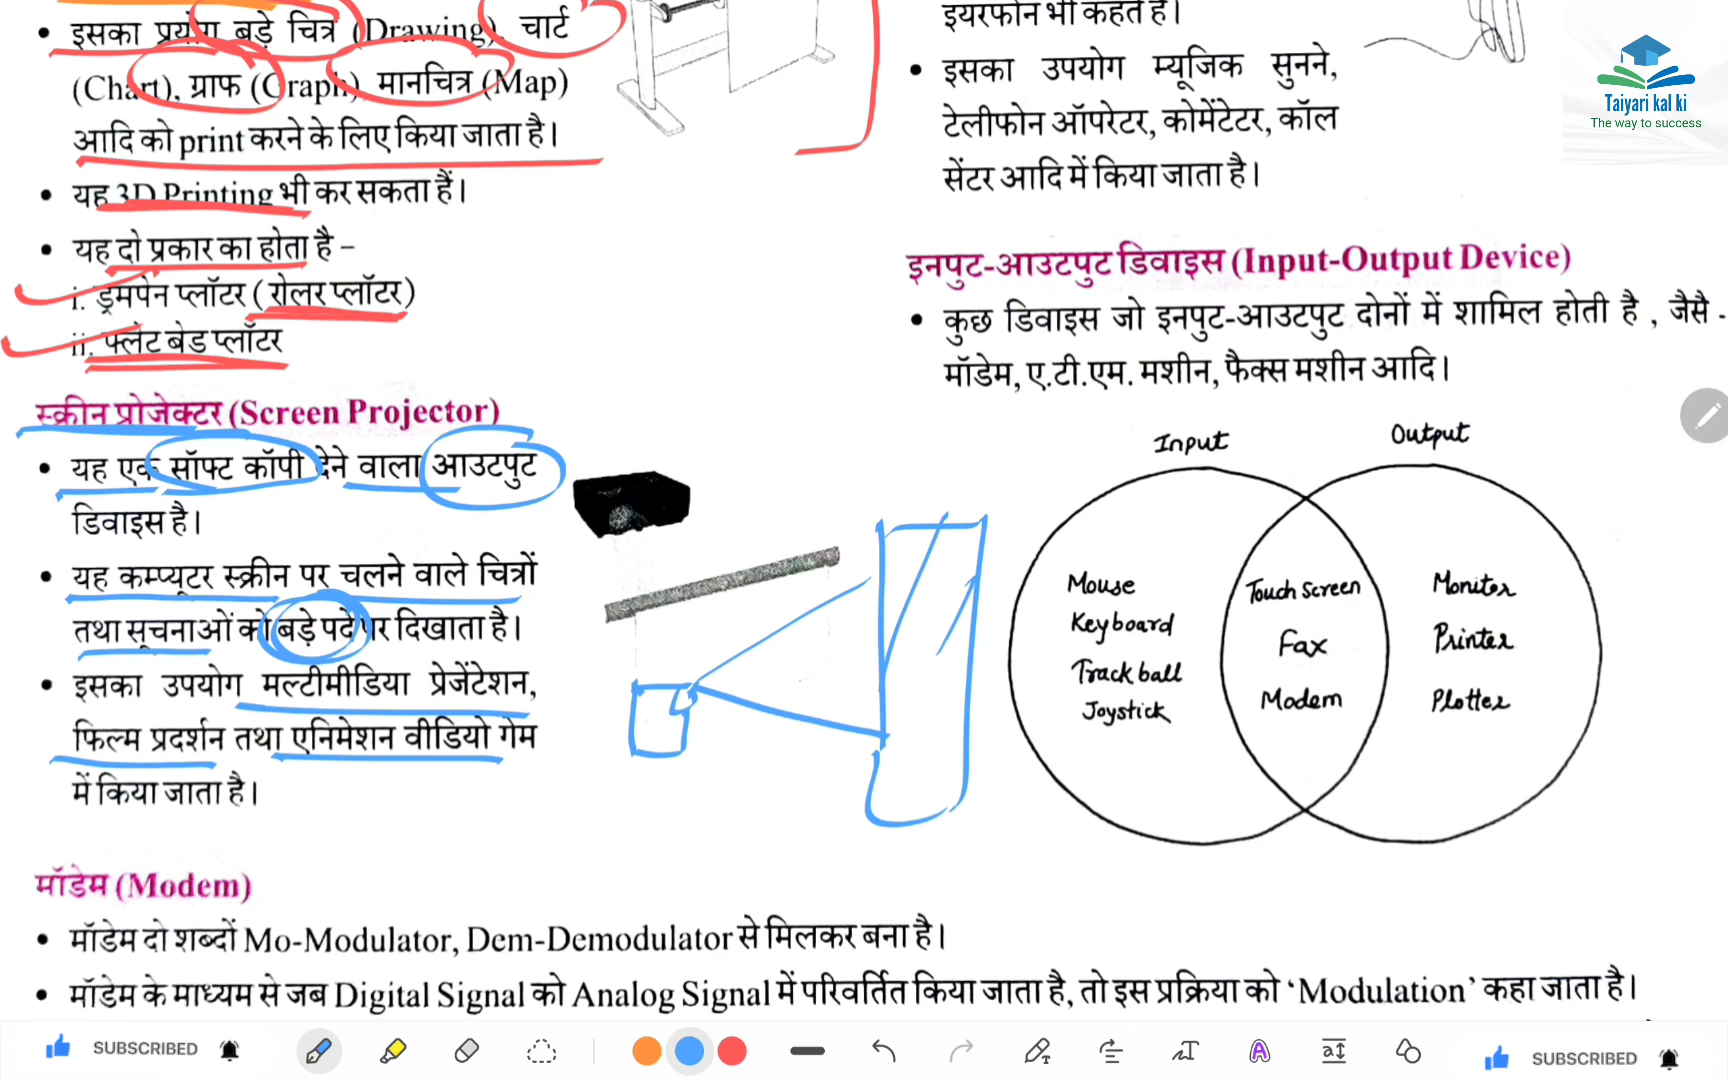 • इसका प्रयोग बड़े चित्र (Drawing), चार्ट
(Chart), ग्राफ (Graph), मानचित्र (Map)
आदि को print करने के लिए किया जाता है।
• यह 3D Printing भी कर सकता हैं।
• यह दो प्रकार का होता है –
i. ड्रमपेन प्लॉटर (रोलर प्लॉटर)
ii. फ्लेट बेड प्लॉटर
स्क्रीन प्रोजेक्टर (Screen Projector)
• यह एक सॉफ्ट कॉपी देने वाला आउटपुट
डिवाइस है।
• यह कम्प्यूटर स्क्रीन पर चलने वाले चित्रों
तथा सूचनाओं को बड़े पर्दे पर दिखाता है।
• इसका उपयोग मल्टीमीडिया प्रेजेंटेशन,
फिल्म प्रदर्शन तथा एनिमेशन वीडियो गेम
में किया जाता है।
इयरफोन भी कहते है।
• इसका उपयोग म्यूजिक सुनने,
टेलीफोन ऑपरेटर, कोमेंटेटर, कॉल
सेंटर आदि में किया जाता है।
Taiyari kal ki
The way to success
इनपुट-आउटपुट डिवाइस (Input-Output Device)
• कुछ डिवाइस जो इनपुट-आउटपुट दोनों में शामिल होती है , जैसै -
मॉडेम, ए.टी.एम. मशीन, फैक्स मशीन आदि।
Input
Output
Mouse
Keyboard
Track ball
Joystick
Touch Screen
Fax
Modem
Monitor
Printer
Plotter
मॉडेम (Modem)
• मॉडेम दो शब्दों Mo-Modulator, Dem-Demodulator से मिलकर बना है।
• मॉडेम के माध्यम से जब Digital Signal को Analog Signal में परिवर्तित किया जाता है, तो इस प्रक्रिया को ‘Modulation’ कहा जाता है।
SUBSCRIBED
SUBSCRIBED